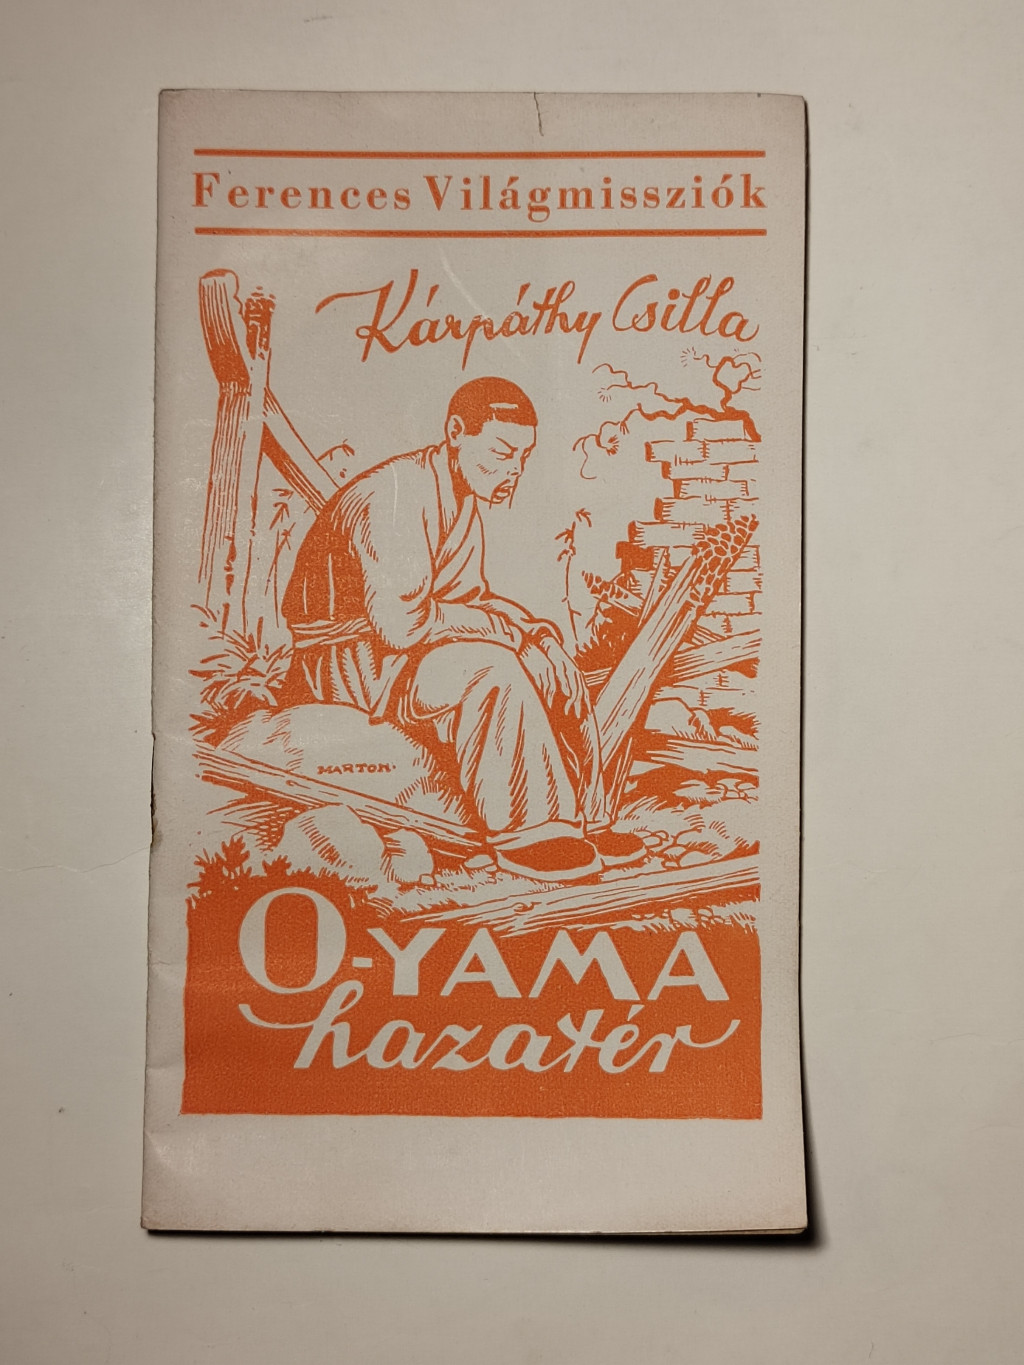 Ferences Világmissziók
Kárpáthy Csilla
MARTON.
O-YAMA
hazatér